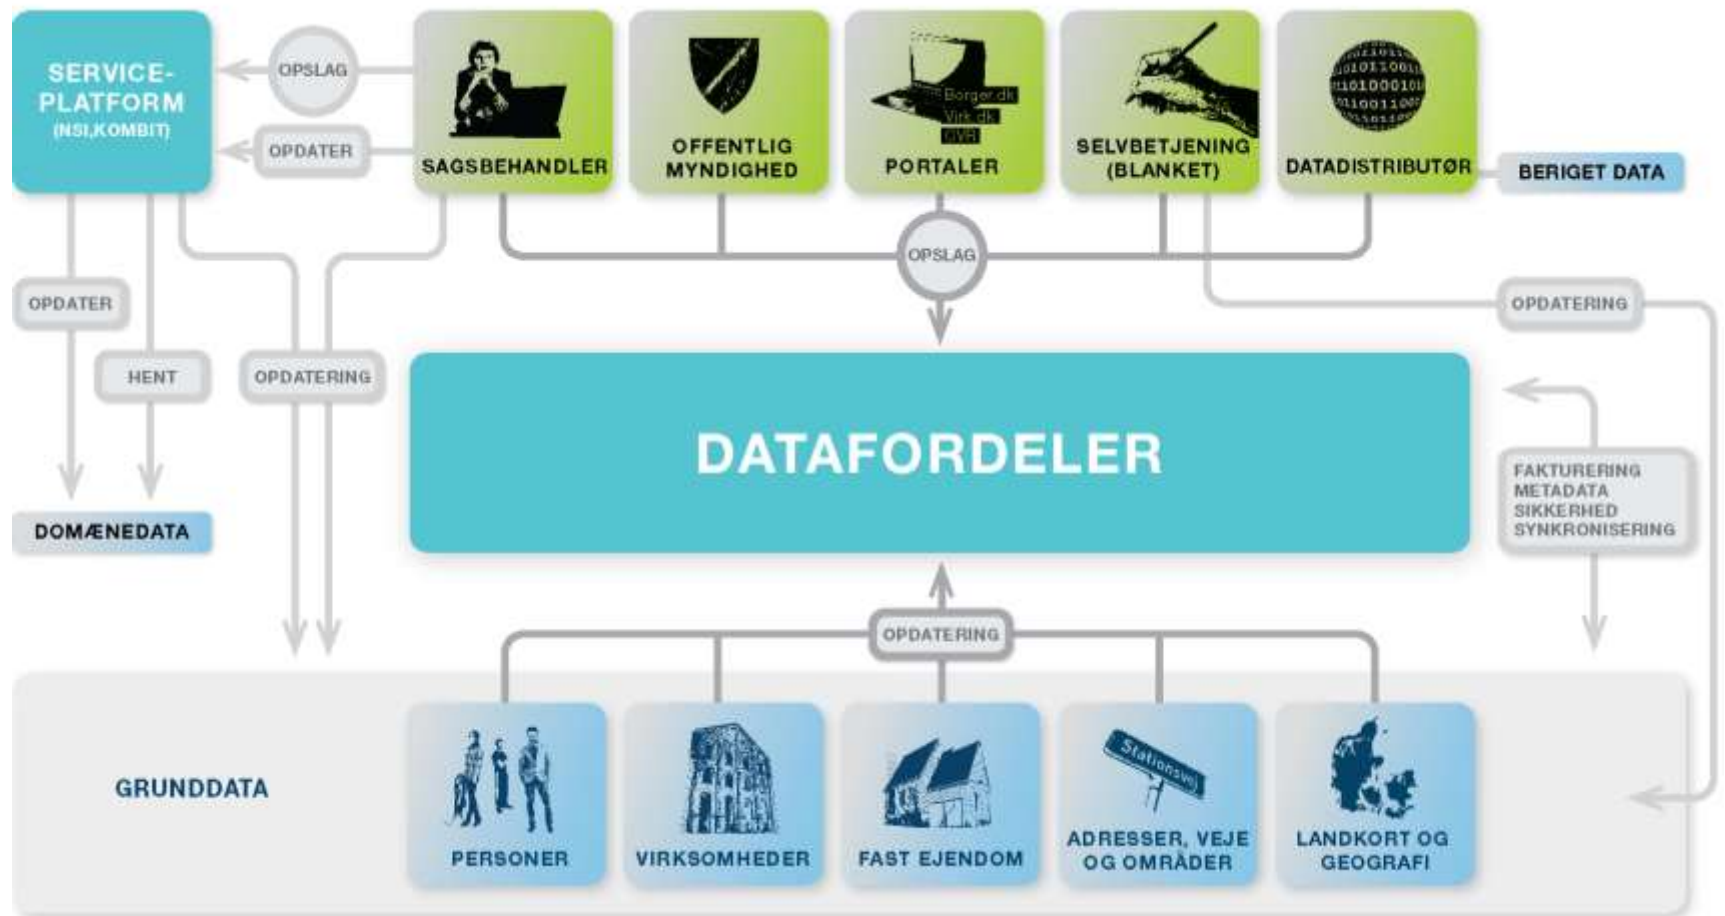 SERVICE-
PLATFORM
(NSI,KOMBIT)
OPSLAG
OPDATER
SAGSBEHANDLER
OFFENTLIG
MYNDIGHED
Borger.dk
Virk.dk
CVR
PORTALER
SELVBETJENING
(BLANKET)
DATADISTRIBUTØR
BERIGET DATA
OPSLAG
OPDATER
HENT
OPDATERING
OPDATERING
DATAFORDELER
FAKTURERING
METADATA
SIKKERHED
SYNKRONISERING
DOMÆNEDATA
OPDATERING
GRUNDDATA
PERSONER
VIRKSOMHEDER
FAST EJENDOM
Stationsvej
ADRESSER, VEJE
OG OMRÅDER
LANDKORT OG
GEOGRAFI